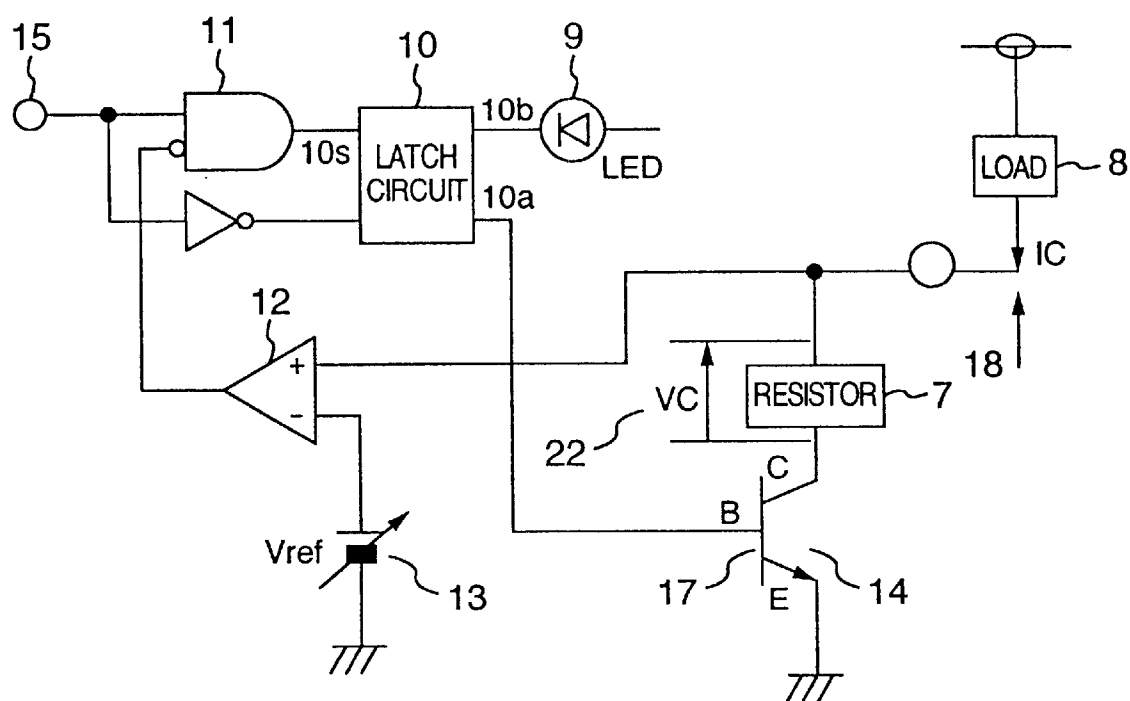 15
11
10
9
10b
10s
LATCH
CIRCUIT
LED
10a
LOAD
8
IC
12
+
−
18
VC
RESISTOR
7
22
C
B
Vref
13
17
E
14